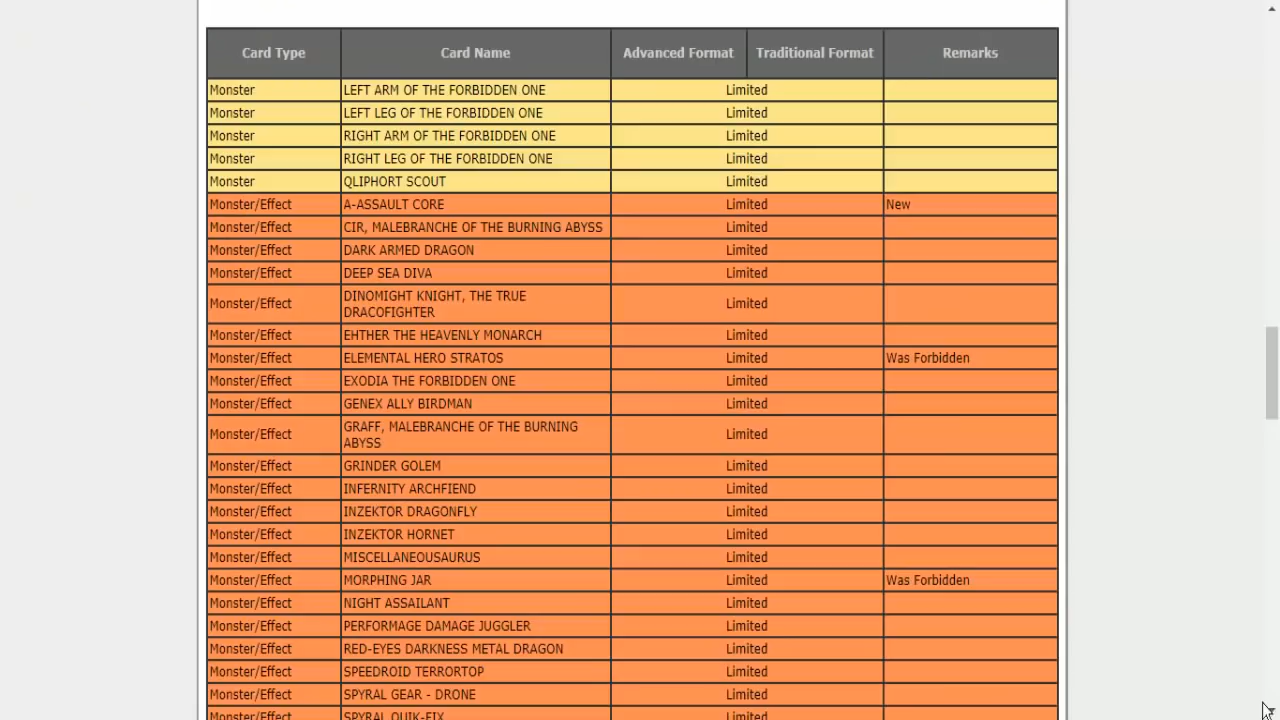 Card Type Card Name Advanced Format Traditional Format Remarks
Monster LEFT ARM OF THE FORBIDDEN ONE Limited
Monster LEFT LEG OF THE FORBIDDEN ONE Limited
Monster RIGHT ARM OF THE FORBIDDEN ONE Limited
Monster RIGHT LEG OF THE FORBIDDEN ONE Limited
Monster QLIPHORT SCOUT Limited
Monster/Effect A-ASSAULT CORE Limited New
Monster/Effect CIR, MALEBRANCHE OF THE BURNING ABYSS Limited
Monster/Effect DARK ARMED DRAGON Limited
Monster/Effect DEEP SEA DIVA Limited
Monster/Effect DINOMIGHT KNIGHT, THE TRUE
DRACOFIGHTER Limited
Monster/Effect EHTHER THE HEAVENLY MONARCH Limited
Monster/Effect ELEMENTAL HERO STRATOS Limited Was Forbidden
Monster/Effect EXODIA THE FORBIDDEN ONE Limited
Monster/Effect GENEX ALLY BIRDMAN Limited
Monster/Effect GRAFF, MALEBRANCHE OF THE BURNING
ABYSS Limited
Monster/Effect GRINDER GOLEM Limited
Monster/Effect INFERNITY ARCHFIEND Limited
Monster/Effect INZEKTOR DRAGONFLY Limited
Monster/Effect INZEKTOR HORNET Limited
Monster/Effect MISCELLANEOUSAURUS Limited
Monster/Effect MORPHING JAR Limited Was Forbidden
Monster/Effect NIGHT ASSAILANT Limited
Monster/Effect PERFORMAGE DAMAGE JUGGLER Limited
Monster/Effect RED-EYES DARKNESS METAL DRAGON Limited
Monster/Effect SPEEDROID TERRORTOP Limited
Monster/Effect SPYRAL GEAR - DRONE Limited
Monster/Effect SPYRAL QUIK-FIX Limited